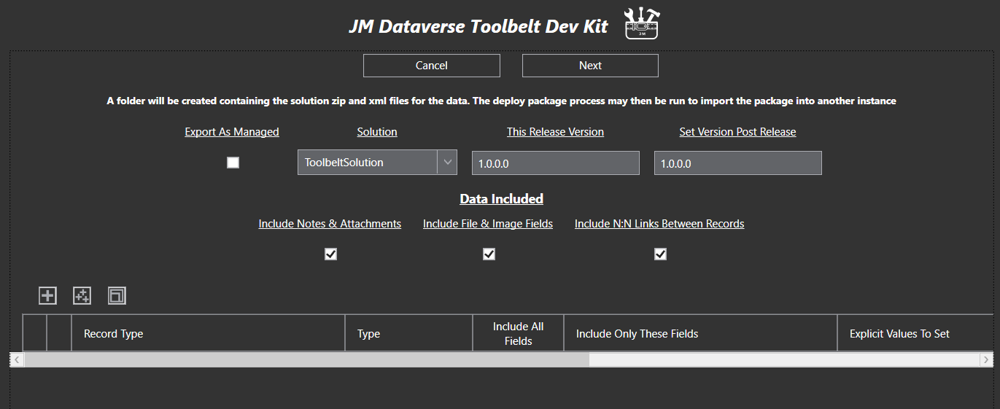 JM Dataverse Toolbelt Dev Kit
JM
Cancel Next
A folder will be created containing the solution zip and xml files for the data. The deploy package process may then be run to import the package into another instance
Export As Managed Solution This Release Version Set Version Post Release
ToolbeltSolution 1.0.0.0 1.0.0.0
Data Included
Include Notes & Attachments Include File & Image Fields Include N:N Links Between Records
Record Type Type Include All Fields Include Only These Fields Explicit Values To Set